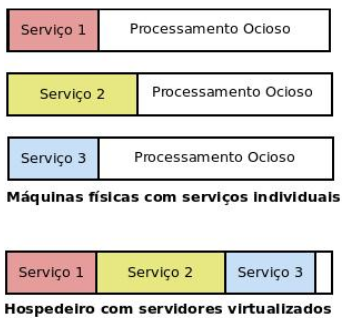 Serviço 1 Processamento Ocioso
Serviço 2 Processamento Ocioso
Serviço 3 Processamento Ocioso
Máquinas físicas com serviços individuais
Serviço 1 Serviço 2 Serviço 3
Hospedeiro com servidores virtualizados